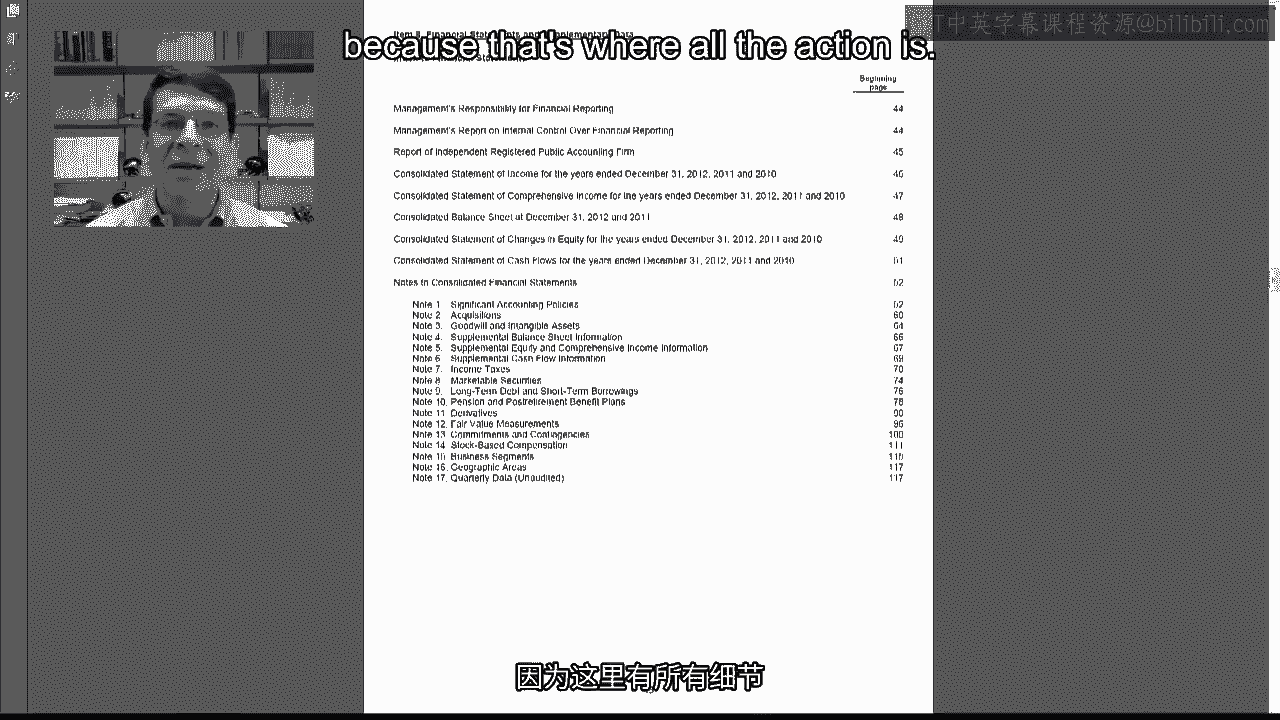 T中英字幕课程资源@bilibili.com
because that's where all the action is.
Beginning
page
Management's Responsibility for Financial Reporting 44
Management's Report on Internal Control Over Financial Reporting 44
Report of Independent Registered Public Accounting Firm 45
Consolidated Statement of Income for the years ended December 31, 2012, 2011 and 2010 46
Consolidated Statement of Comprehensive Income for the years ended December 31, 2012, 2011 and 2010 47
Consolidated Balance Sheet at December 31, 2012 and 2011 48
Consolidated Statement of Changes in Equity for the years ended December 31, 2012, 2011 and 2010 49
Consolidated Statement of Cash Flows for the years ended December 31, 2012, 2011 and 2010 51
Notes to Consolidated Financial Statements 52
Note 1. Significant Accounting Policies 52
Note 2. Acquisitions 60
Note 3. Goodwill and Intangible Assets 64
Note 4. Supplemental Balance Sheet Information 66
Note 5. Supplemental Equity and Comprehensive Income Information 67
Note 6. Supplemental Cash Flow Information 69
Note 7. Income Taxes 70
Note 8. Marketable Securities 74
Note 9. Long-Term Debt and Short-Term Borrowings 76
Note 10. Pension and Postretirement Benefit Plans 78
Note 11. Derivatives 90
Note 12. Fair Value Measurements 96
Note 13. Commitments and Contingencies 100
Note 14. Stock-Based Compensation 111
Note 15. Business Segments
Note 16. Geographic Areas 117
Note 17. Quarterly Data (Unaudited) 117
因为这里有所有细节